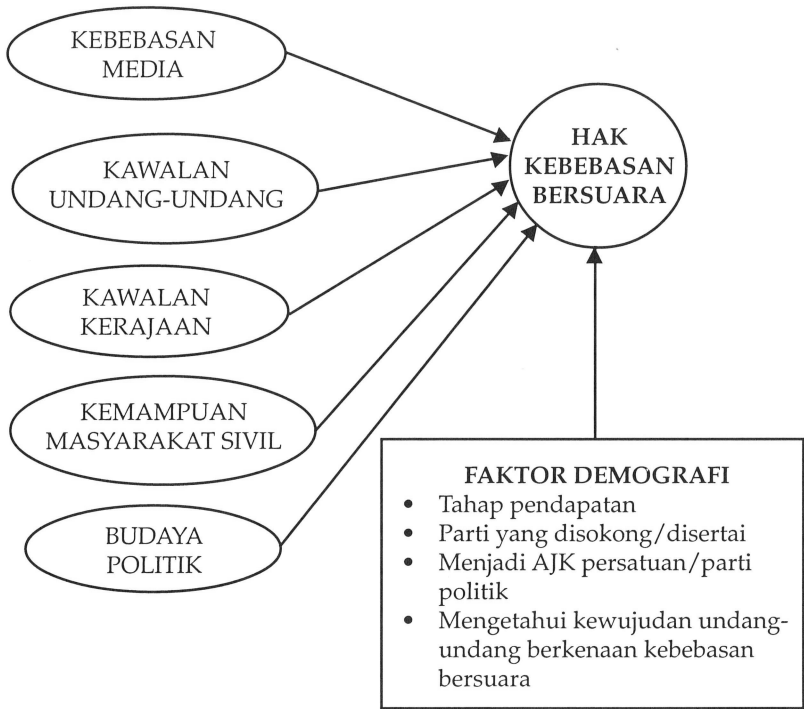 KEBEBASAN
MEDIA
KAWALAN
UNDANG-UNDANG
KAWALAN
KERAJAAN
KEMAMPUAN
MASYARAKAT SIVIL
BUDAYA
POLITIK
HAK
KEBEBASAN
BERSUARA
FAKTOR DEMOGRAFI
• Tahap pendapatan
• Parti yang disokong/disertai
• Menjadi AJK persatuan/parti
politik
• Mengetahui kewujudan undang-
undang berkenaan kebebasan
bersuara